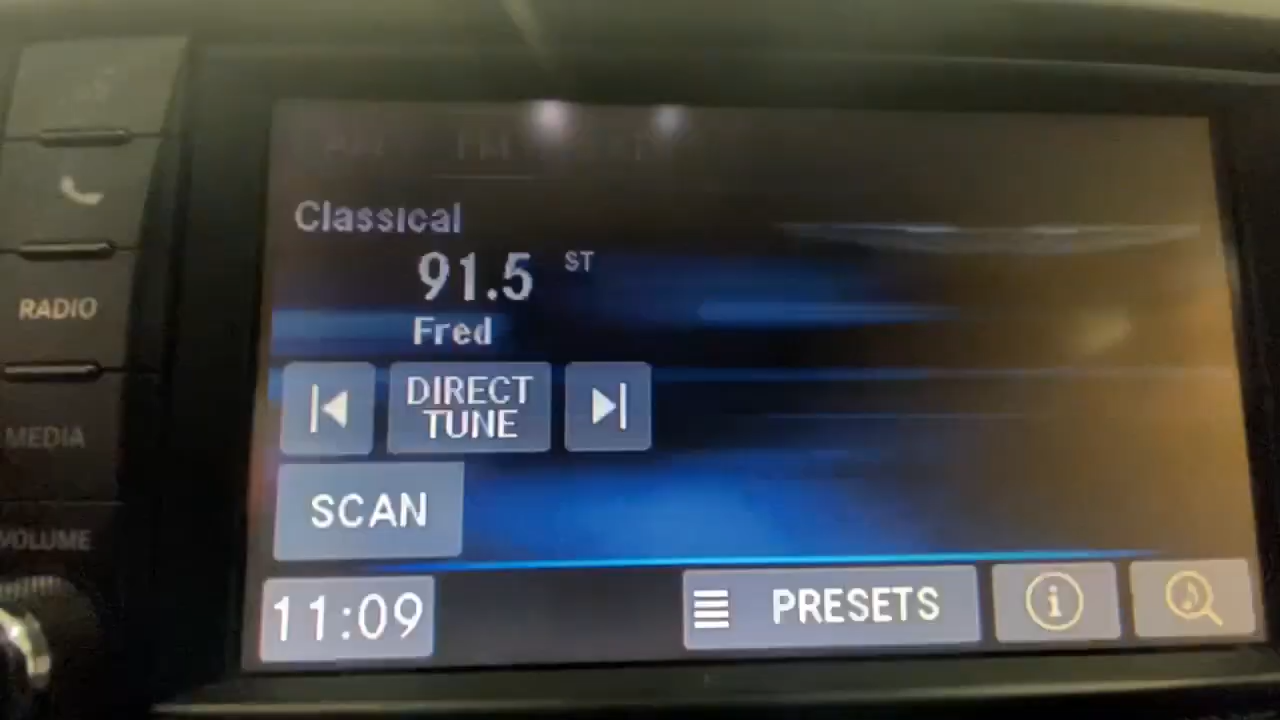 Classical
91.5 ST
Fred
DIRECT
TUNE
SCAN
11:09
PRESETS
RADIO
MEDIA
VOLUME